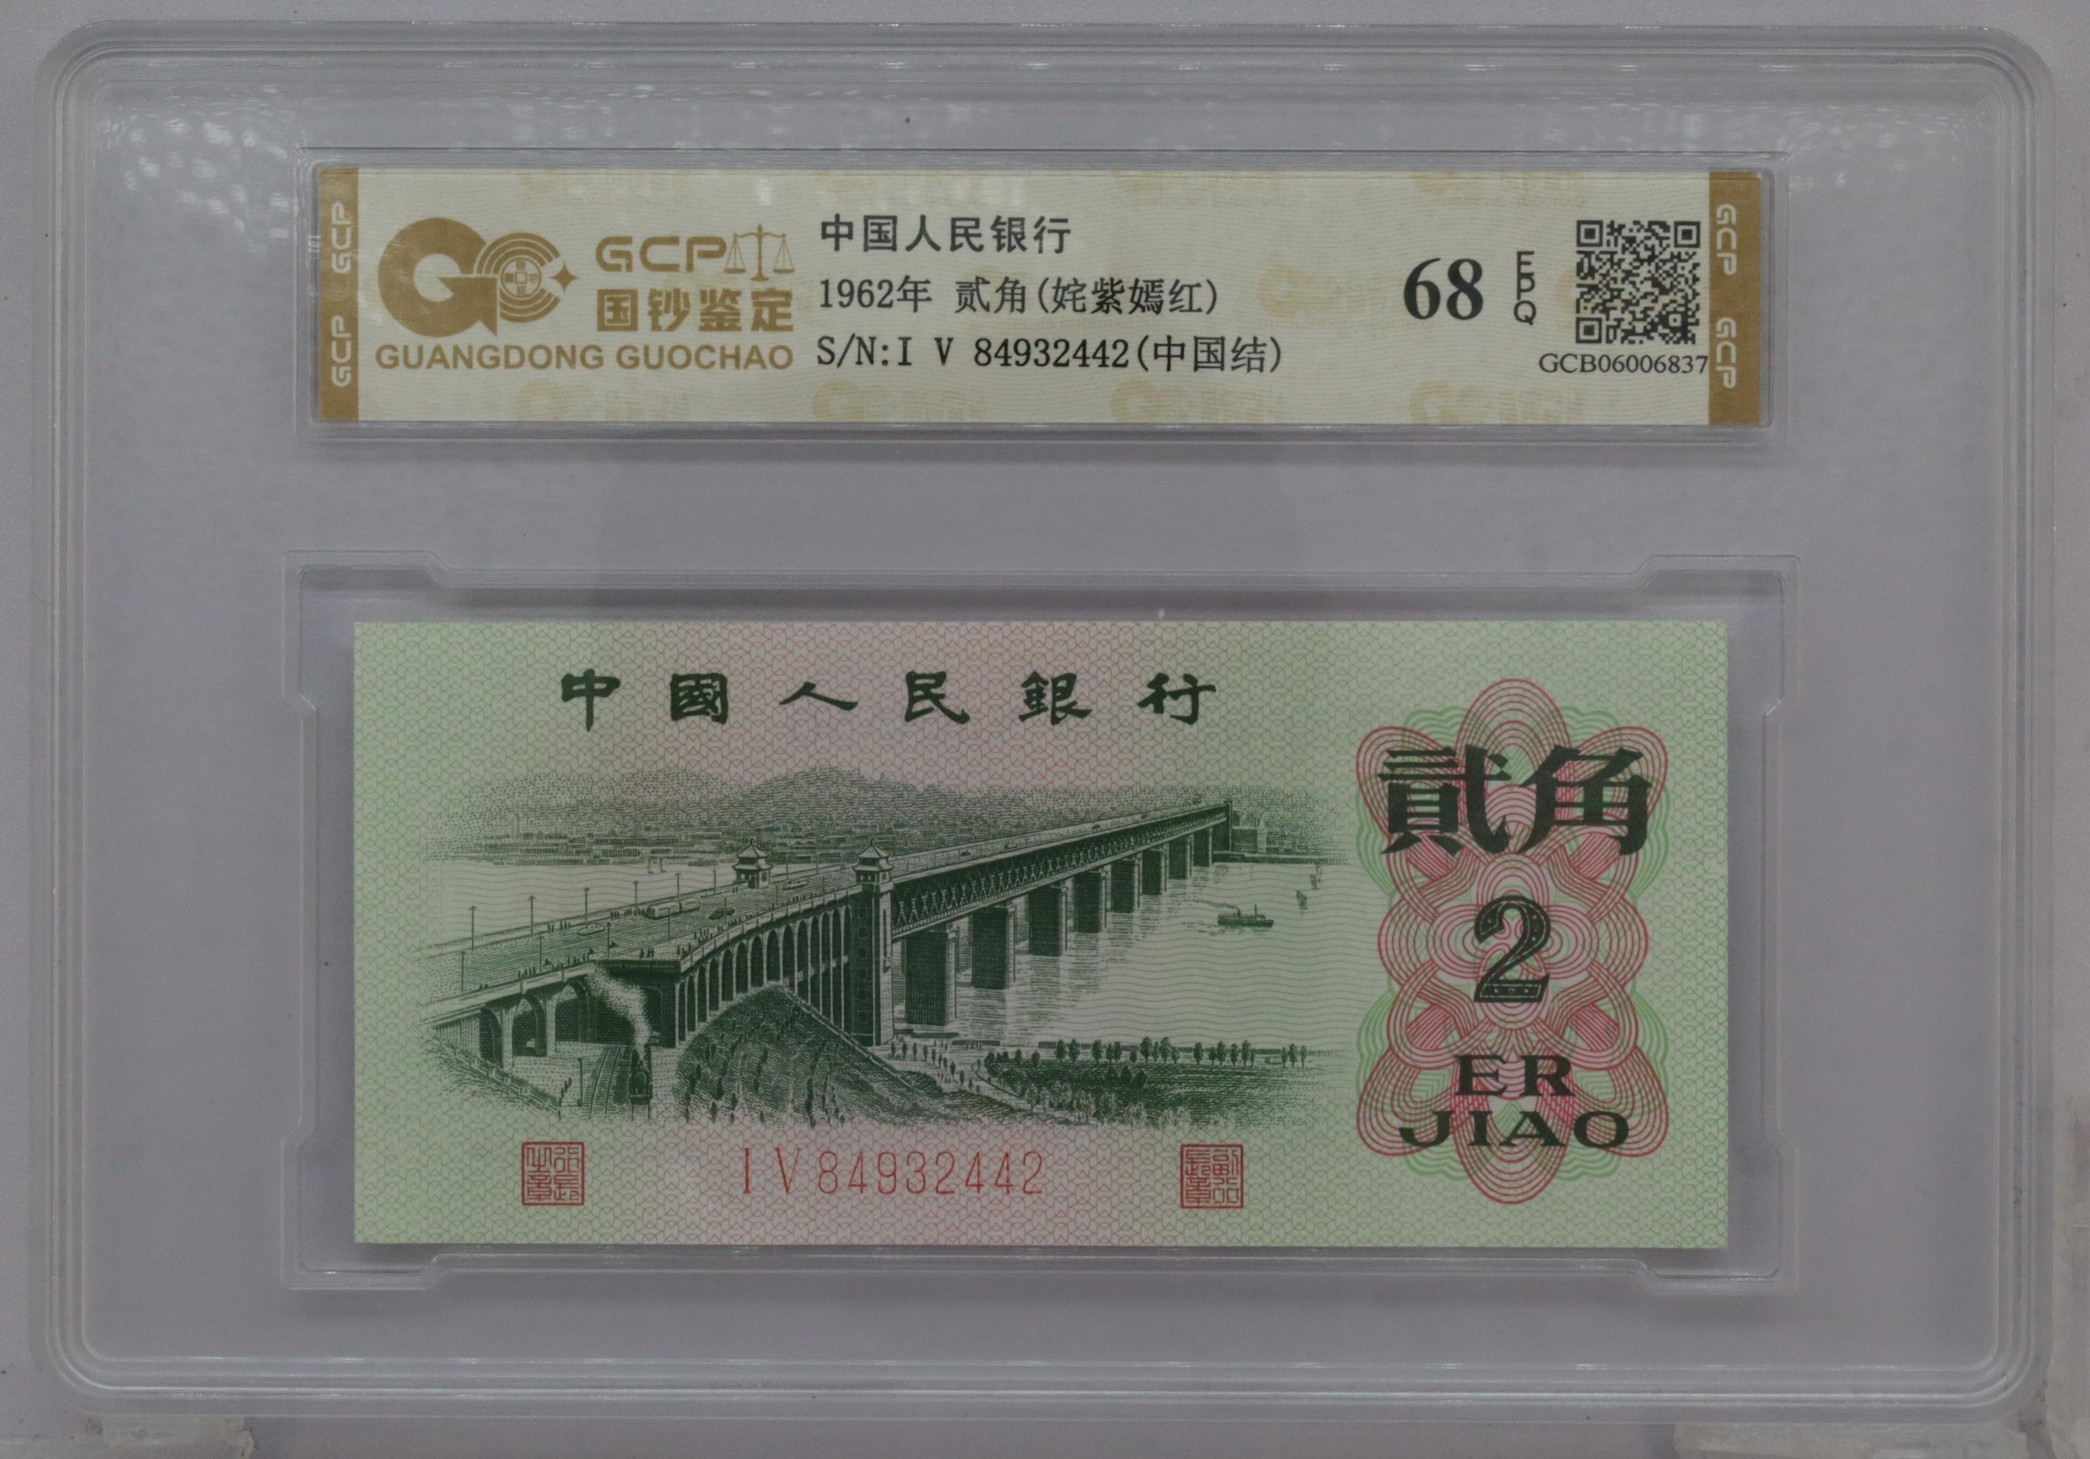 GCP
国钞鉴定
GUANGDONG GUOCHAO
中国人民银行
1962年 贰角(姹紫嫣红)
S/N:I V 84932442(中国结)
68
EPQ
GCB06006837
GCP GCP
GCP GCP
中國人民銀行
貳角
2
ER
JIAO
I V 84932442